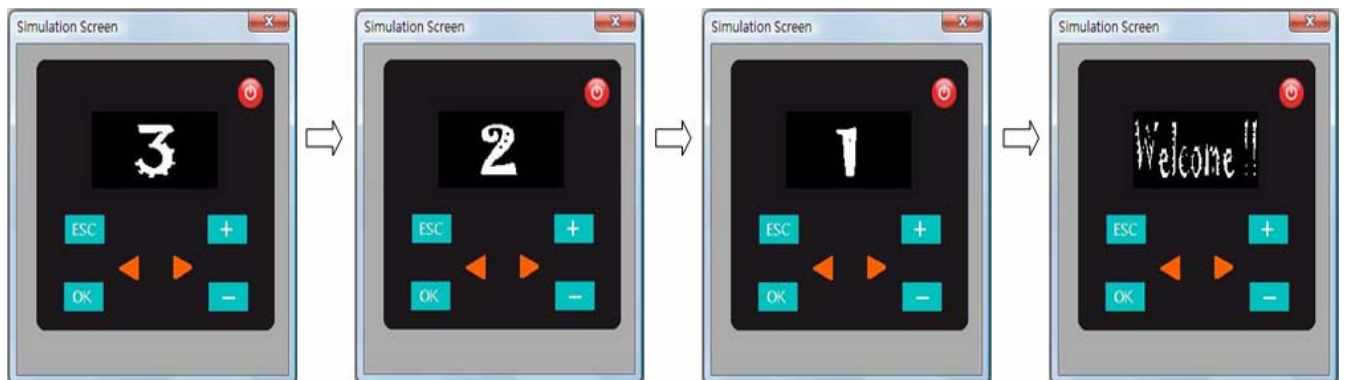 Simulation Screen
3
ESC
+
OK
−
Simulation Screen
2
ESC
+
OK
−
Simulation Screen
1
ESC
+
OK
−
Simulation Screen
Welcome !!
ESC
+
OK
−